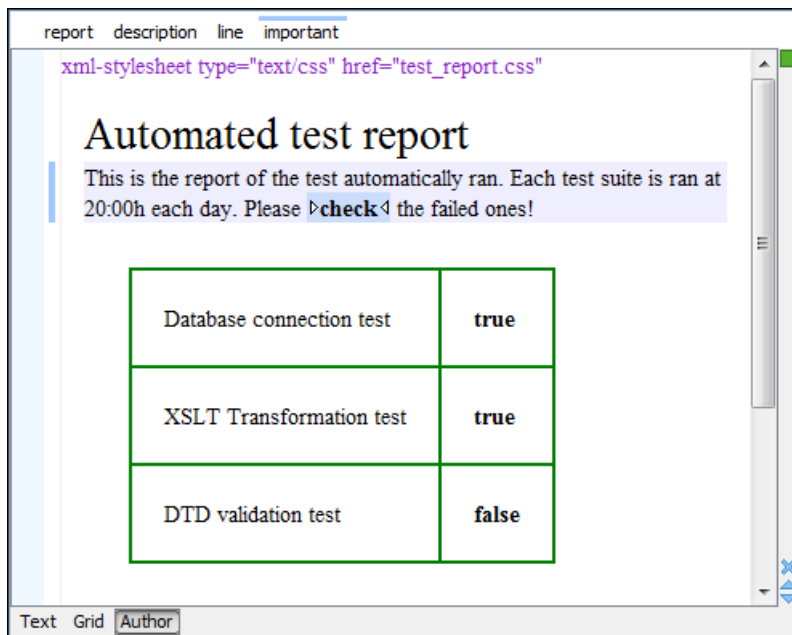 report description line important
xml-stylesheet type="text/css" href="test_report.css"
Automated test report
This is the report of the test automatically ran. Each test suite is ran at
20:00h each day. Please check the failed ones!
Database connection test true
XSLT Transformation test true
DTD validation test false
Text Grid Author